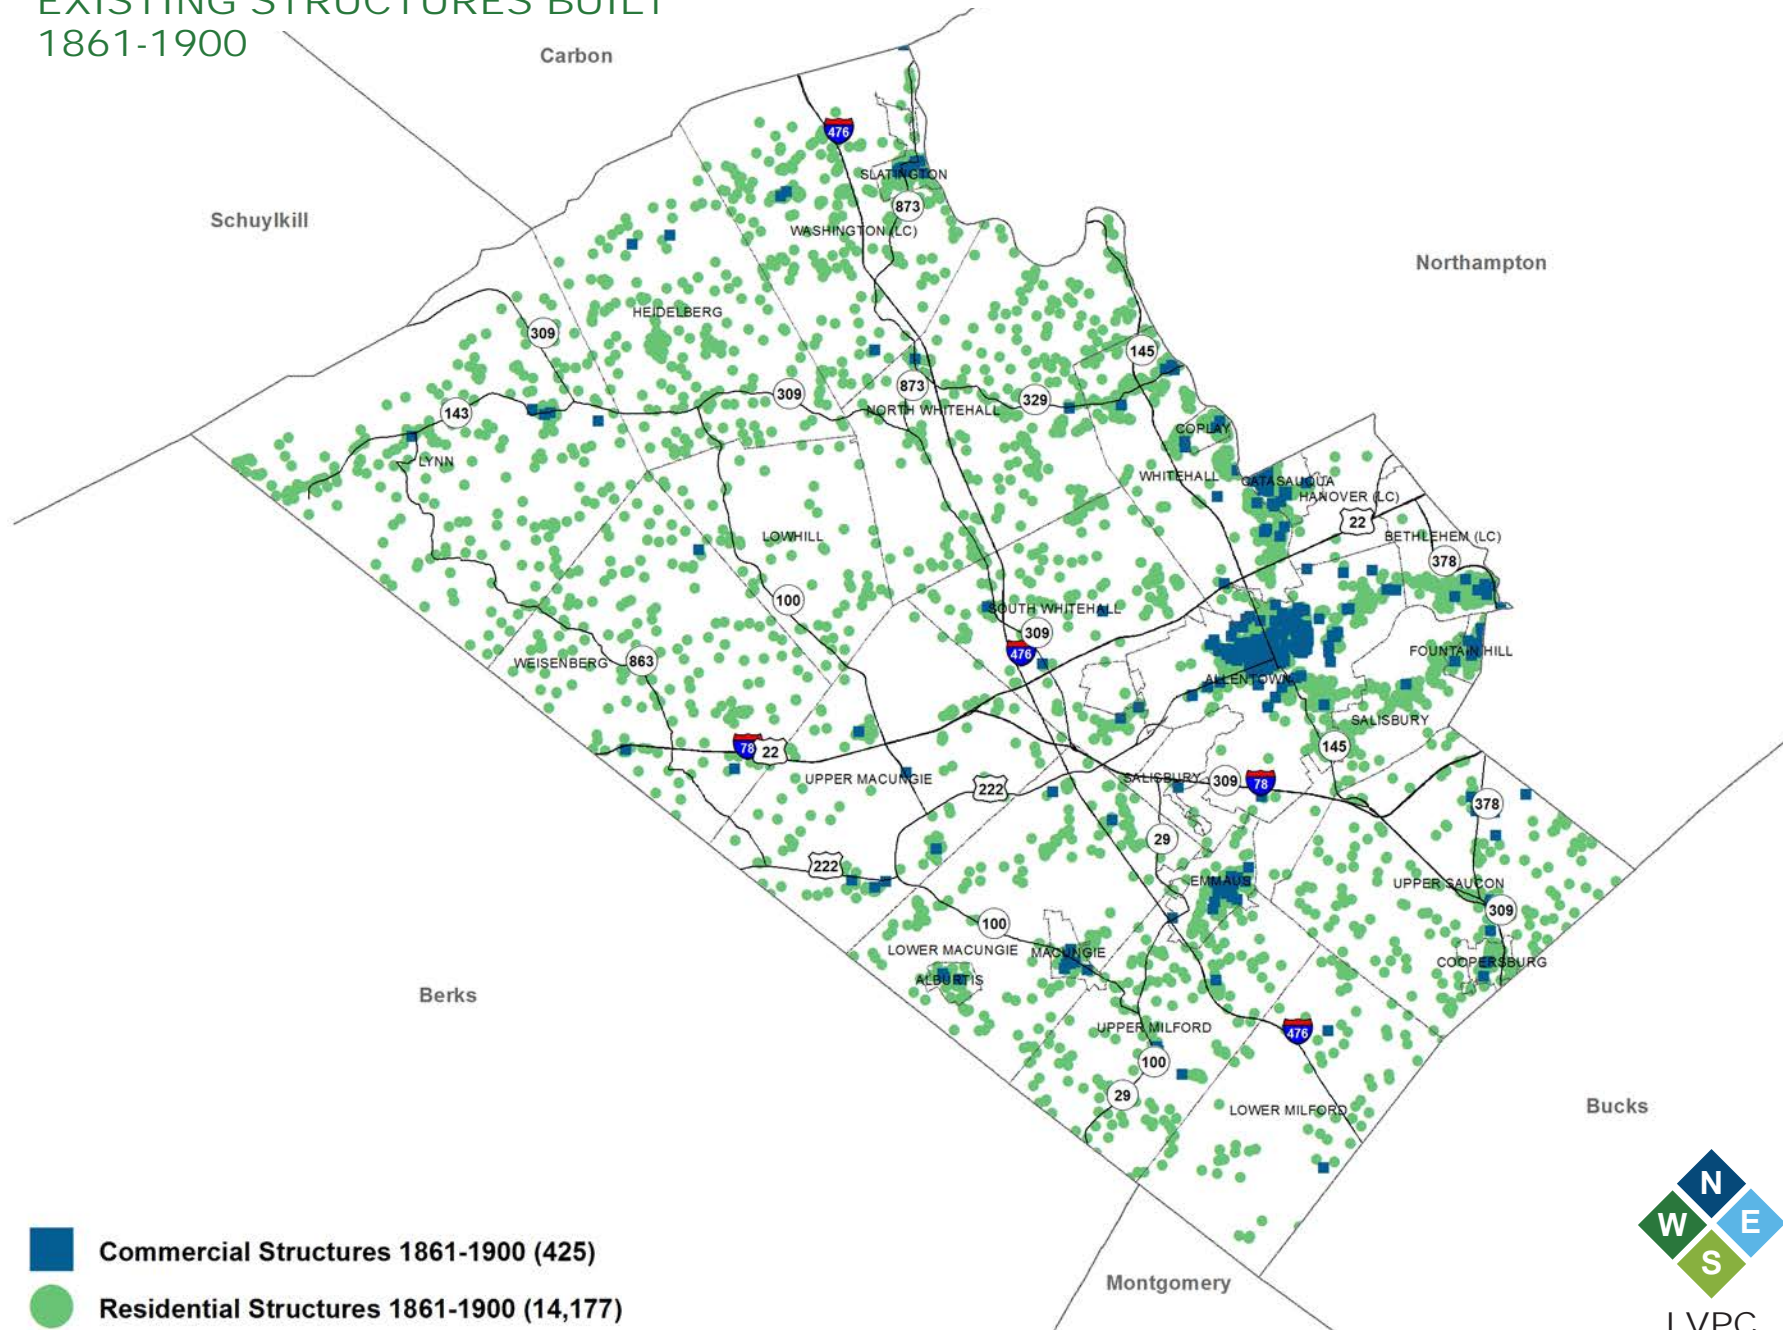 EXISTING STRUCTURES BUILT
1861-1900
Carbon
Schuylkill
Northampton
476
SLATINGTON
873
WASHINGTON (LC)
HEIDELBERG
309
145
309
873
329
143
NORTH WHITEHALL
COPLAY
LYNN
WHITEHALL
CATASAUQUA
HANOVER (LC)
22
LOWHILL
BETHLEHEM (LC)
378
100
SOUTH WHITEHALL
309
476
WEISENBERG
863
FOUNTAIN HILL
ALLENTOWN
SALISBURY
78
22
145
UPPER MACUNGIE
222
SALISBURY
309
78
378
29
222
EMMAUS
UPPER SAUCON
309
100
LOWER MACUNGIE
MACUNGIE
COOPERSBURG
ALBURTIS
Berks
UPPER MILFORD
476
100
29
LOWER MILFORD
Bucks
N
W
E
S
Commercial Structures 1861-1900 (425)
Montgomery
Residential Structures 1861-1900 (14,177)
LVPC